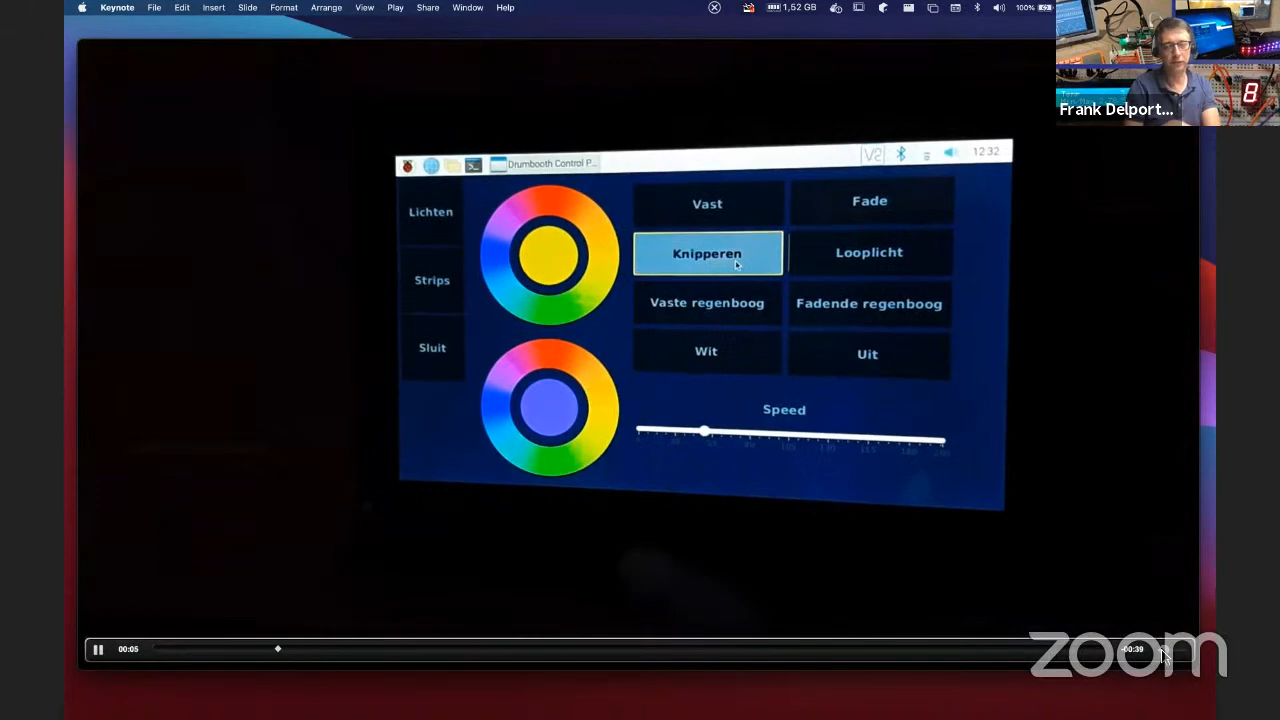 Keynote File Edit Insert Slide Format Arrange View Play Share Window Help 1,52 GB 100%
Frank Delport...
Drumbooth Control P... V2 12:32
Lichten
Strips
Sluit
Vast Fade
Knipperen Looplicht
Vaste regenboog Fadende regenboog
Wit Uit
Speed
00:05 -00:39
zoom